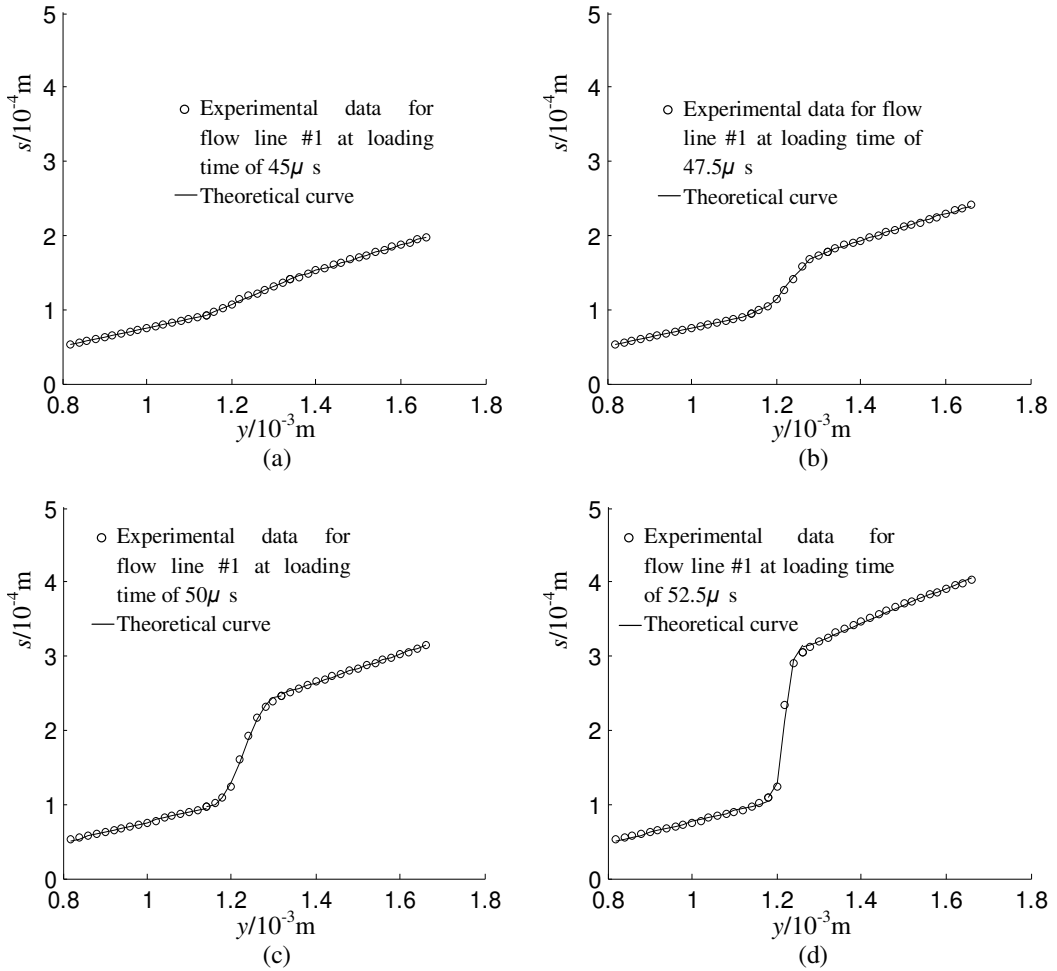 5
4
3
2
1
0
0.8 1 1.2 1.4 1.6 1.8
s/10-4m
y/10-3m
Experimental data for
flow line #1 at loading
time of 45µ s
Theoretical curve
(a)
5
4
3
2
1
0
0.8 1 1.2 1.4 1.6 1.8
s/10-4m
y/10-3m
Experimental data for flow
line #1 at loading time of
47.5µ s
Theoretical curve
(b)
5
4
3
2
1
0
0.8 1 1.2 1.4 1.6 1.8
s/10-4m
y/10-3m
Experimental data for
flow line #1 at loading
time of 50µ s
Theoretical curve
(c)
5
4
3
2
1
0
0.8 1 1.2 1.4 1.6 1.8
s/10-4m
y/10-3m
Experimental data for
flow line #1 at loading time
of 52.5µ s
Theoretical curve
(d)